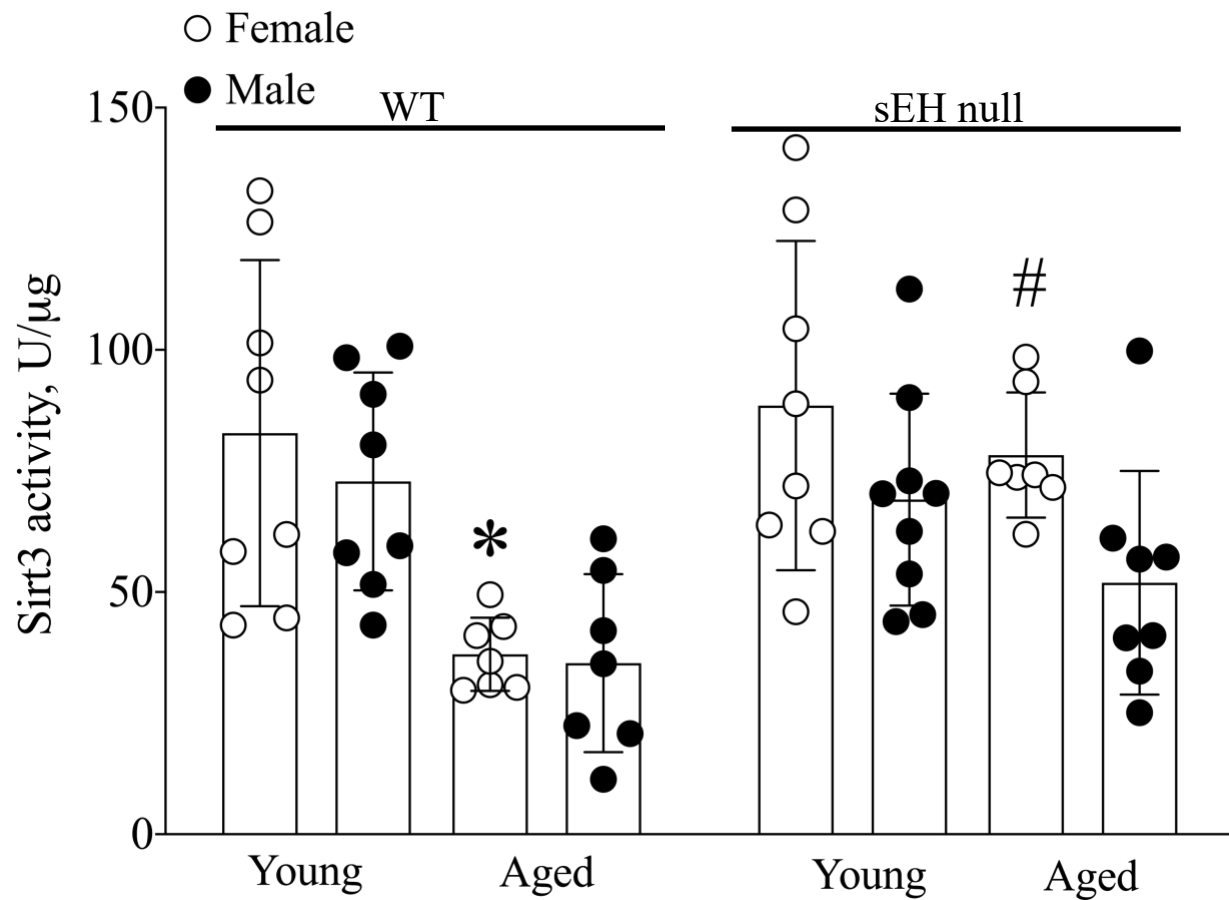 Female
Male
WT
sEH null
Sirt3 activity, U/µg
150
100
50
0
*
#
Young
Aged
Young
Aged